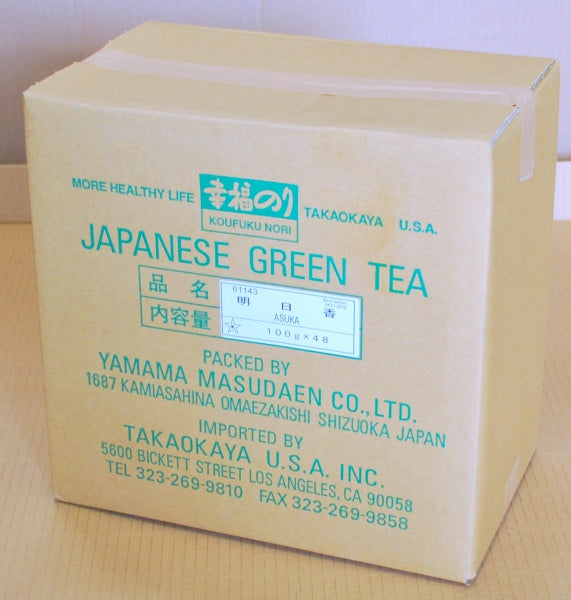 MORE HEALTHY LIFE 幸福のり TAKAOKAYA U.S.A.
KOUFUKU NORI
JAPANESE GREEN TEA
61143
品名 明日香
ASUKA
内容量 100g×48
PACKED BY
YAMAMA MASUDAEN CO.,LTD.
1687 KAMIASAHINA OMAEZAKISHI SHIZUOKA JAPAN
IMPORTED BY
TAKAOKAYA U.S.A. INC.
5600 BICKETT STREET LOS ANGELES, CA 90058
TEL 323-269-9810 FAX 323-269-9858